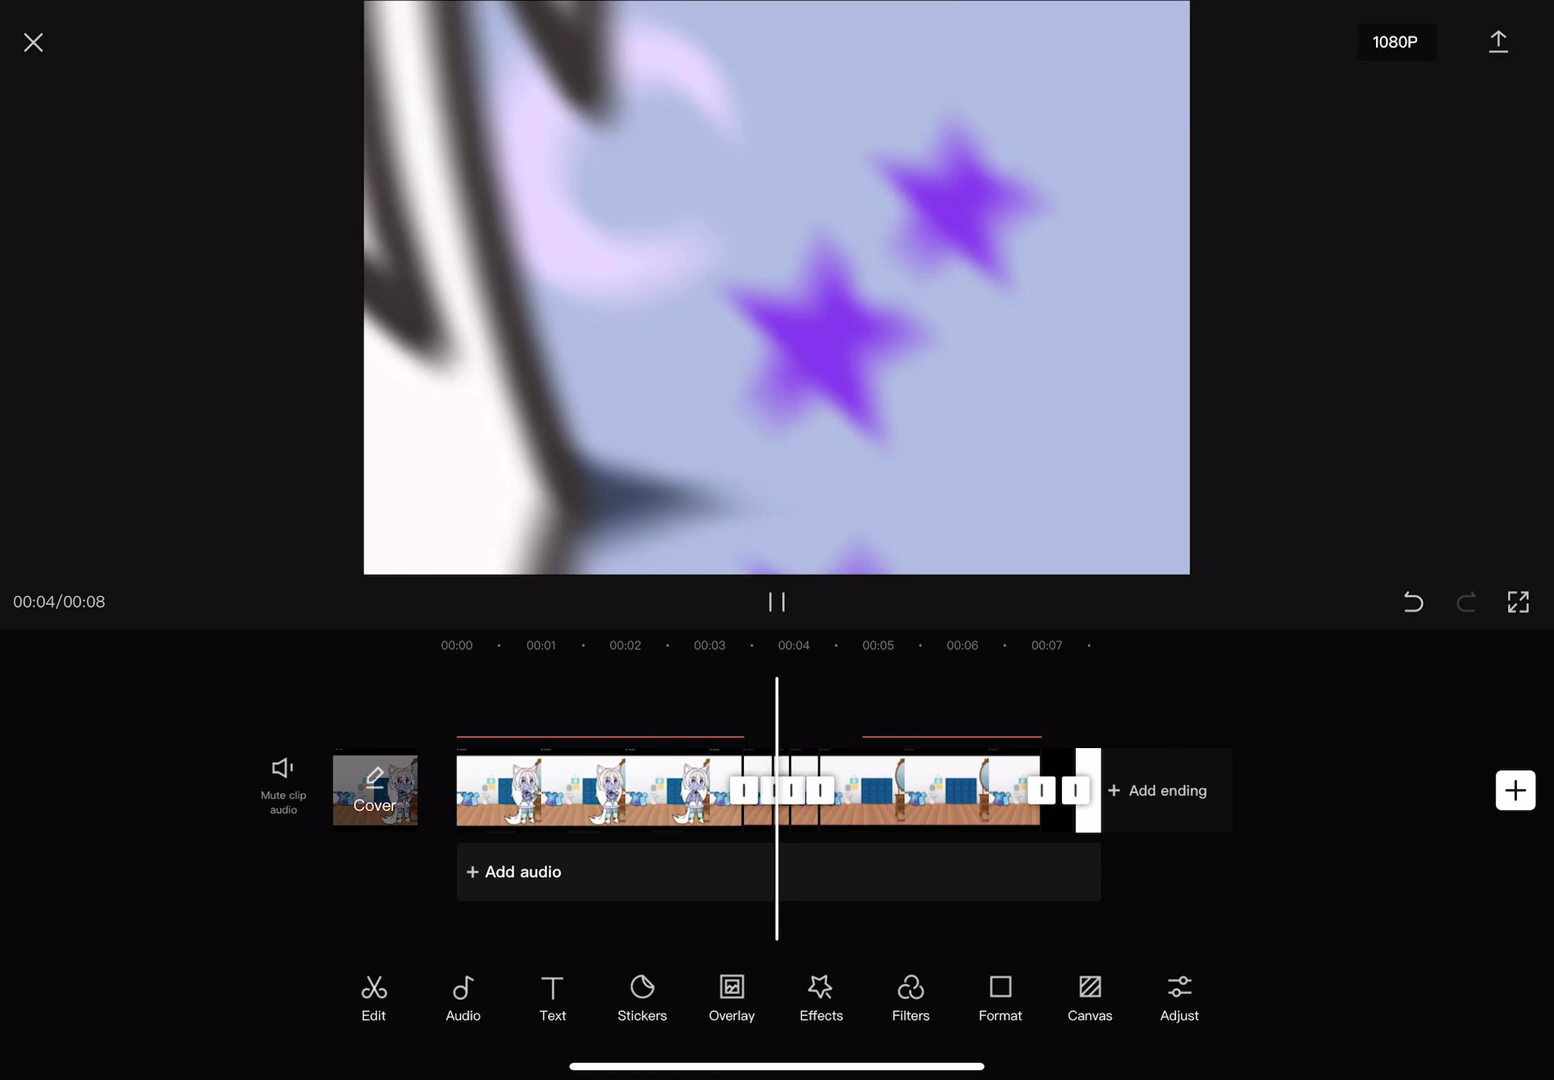 1080P
00:04/00:08
00:00 00:01 00:02 00:03 00:04 00:05 00:06 00:07
Mute clip
audio
Cover
+ Add ending
+ Add audio
Edit Audio Text Stickers Overlay Effects Filters Format Canvas Adjust